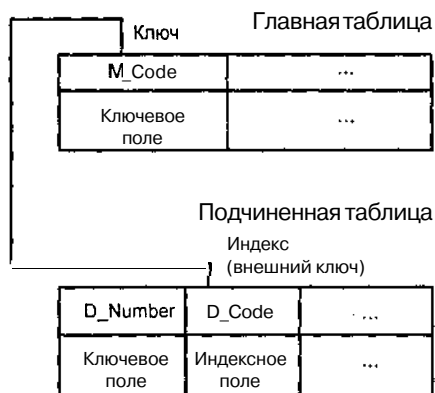 Ключ
Главная таблица
M_Code ...
Ключевое ...
поле
Подчиненная таблица
Индекс
(внешний ключ)
D_Number D_Code ...
Ключевое Индексное ...
поле поле